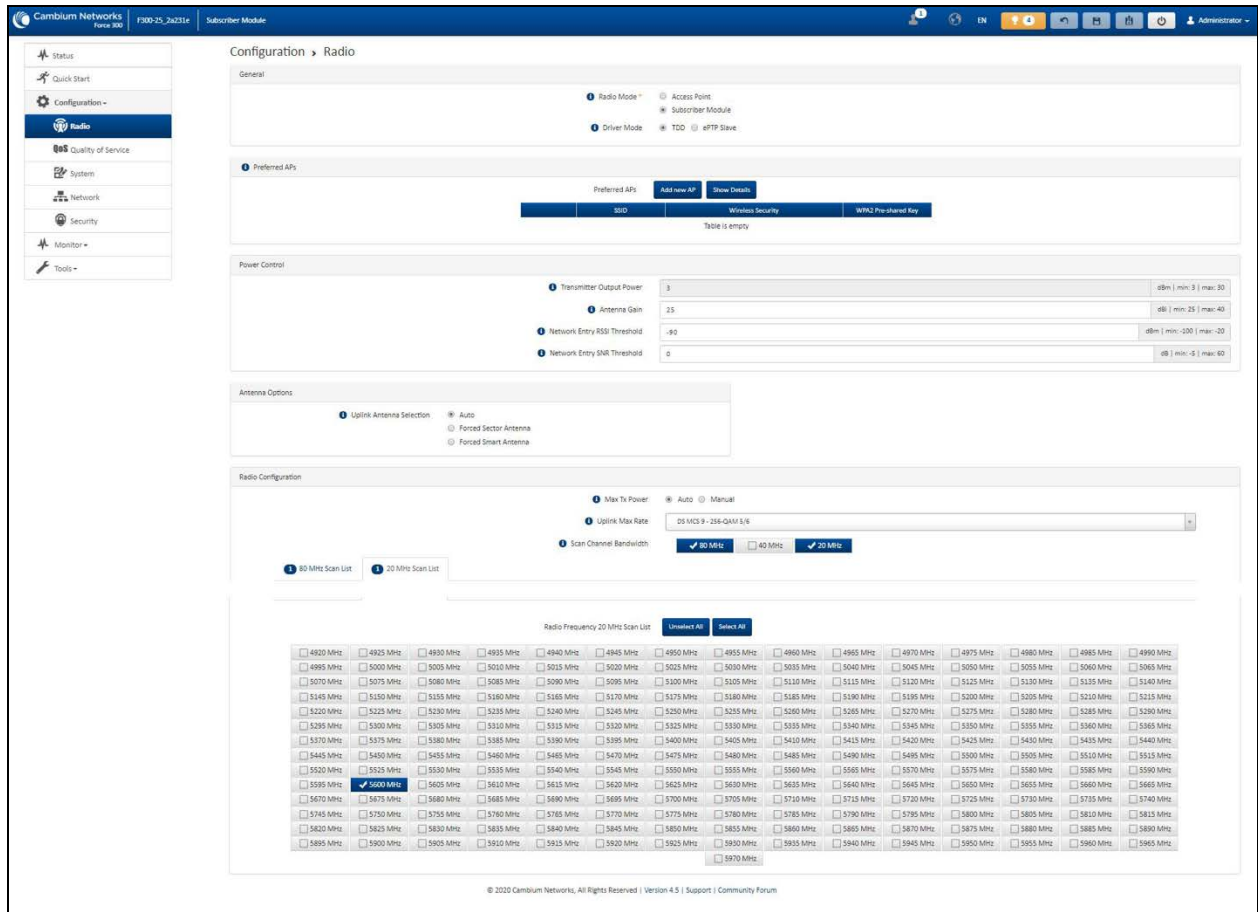 Cambium Networks
Force 300
F300-25_2a231e
Subscriber Module
1
EN
4
Administrator
Status
Quick Start
Configuration
Radio
QoS Quality of Service
System
Network
Security
Monitor
Tools
Configuration > Radio
General
Radio Mode *
Access Point
Subscriber Module
Driver Mode
TDD
ePTP Slave
Preferred APs
Preferred APs
Add new AP
Show Details
SSID
Wireless Security
WPA2 Pre-shared Key
Table is empty
Power Control
Transmitter Output Power
3
dBm | min: 3 | max: 30
Antenna Gain
25
dBi | min: 25 | max: 40
Network Entry RSSI Threshold
-90
dBm | min: -100 | max: -20
Network Entry SNR Threshold
0
dB | min: -5 | max: 60
Antenna Options
Uplink Antenna Selection
Auto
Forced Sector Antenna
Forced Smart Antenna
Radio Configuration
Max Tx Power
Auto
Manual
Uplink Max Rate
DS MCS 9 - 256-QAM 5/6
Scan Channel Bandwidth
80 MHz
40 MHz
20 MHz
1 80 MHz Scan List
1 20 MHz Scan List
Radio Frequency 20 MHz Scan List
Unselect All
Select All
4920 MHz 4925 MHz 4930 MHz 4935 MHz 4940 MHz 4945 MHz 4950 MHz 4955 MHz 4960 MHz 4965 MHz 4970 MHz 4975 MHz 4980 MHz 4985 MHz 4990 MHz
4995 MHz 5000 MHz 5005 MHz 5010 MHz 5015 MHz 5020 MHz 5025 MHz 5030 MHz 5035 MHz 5040 MHz 5045 MHz 5050 MHz 5055 MHz 5060 MHz 5065 MHz
5070 MHz 5075 MHz 5080 MHz 5085 MHz 5090 MHz 5095 MHz 5100 MHz 5105 MHz 5110 MHz 5115 MHz 5120 MHz 5125 MHz 5130 MHz 5135 MHz 5140 MHz
5145 MHz 5150 MHz 5155 MHz 5160 MHz 5165 MHz 5170 MHz 5175 MHz 5180 MHz 5185 MHz 5190 MHz 5195 MHz 5200 MHz 5205 MHz 5210 MHz 5215 MHz
5220 MHz 5225 MHz 5230 MHz 5235 MHz 5240 MHz 5245 MHz 5250 MHz 5255 MHz 5260 MHz 5265 MHz 5270 MHz 5275 MHz 5280 MHz 5285 MHz 5290 MHz
5295 MHz 5300 MHz 5305 MHz 5310 MHz 5315 MHz 5320 MHz 5325 MHz 5330 MHz 5335 MHz 5340 MHz 5345 MHz 5350 MHz 5355 MHz 5360 MHz 5365 MHz
5370 MHz 5375 MHz 5380 MHz 5385 MHz 5390 MHz 5395 MHz 5400 MHz 5405 MHz 5410 MHz 5415 MHz 5420 MHz 5425 MHz 5430 MHz 5435 MHz 5440 MHz
5445 MHz 5450 MHz 5455 MHz 5460 MHz 5465 MHz 5470 MHz 5475 MHz 5480 MHz 5485 MHz 5490 MHz 5495 MHz 5500 MHz 5505 MHz 5510 MHz 5515 MHz
5520 MHz 5525 MHz 5530 MHz 5535 MHz 5540 MHz 5545 MHz 5550 MHz 5555 MHz 5560 MHz 5565 MHz 5570 MHz 5575 MHz 5580 MHz 5585 MHz 5590 MHz
5595 MHz 5600 MHz 5605 MHz 5610 MHz 5615 MHz 5620 MHz 5625 MHz 5630 MHz 5635 MHz 5640 MHz 5645 MHz 5650 MHz 5655 MHz 5660 MHz 5665 MHz
5670 MHz 5675 MHz 5680 MHz 5685 MHz 5690 MHz 5695 MHz 5700 MHz 5705 MHz 5710 MHz 5715 MHz 5720 MHz 5725 MHz 5730 MHz 5735 MHz 5740 MHz
5745 MHz 5750 MHz 5755 MHz 5760 MHz 5765 MHz 5770 MHz 5775 MHz 5780 MHz 5785 MHz 5790 MHz 5795 MHz 5800 MHz 5805 MHz 5810 MHz 5815 MHz
5820 MHz 5825 MHz 5830 MHz 5835 MHz 5840 MHz 5845 MHz 5850 MHz 5855 MHz 5860 MHz 5865 MHz 5870 MHz 5875 MHz 5880 MHz 5885 MHz 5890 MHz
5895 MHz 5900 MHz 5905 MHz 5910 MHz 5915 MHz 5920 MHz 5925 MHz 5930 MHz 5935 MHz 5940 MHz 5945 MHz 5950 MHz 5955 MHz 5960 MHz 5965 MHz
5970 MHz
© 2020 Cambium Networks, All Rights Reserved | Version 4.5 | Support | Community Forum